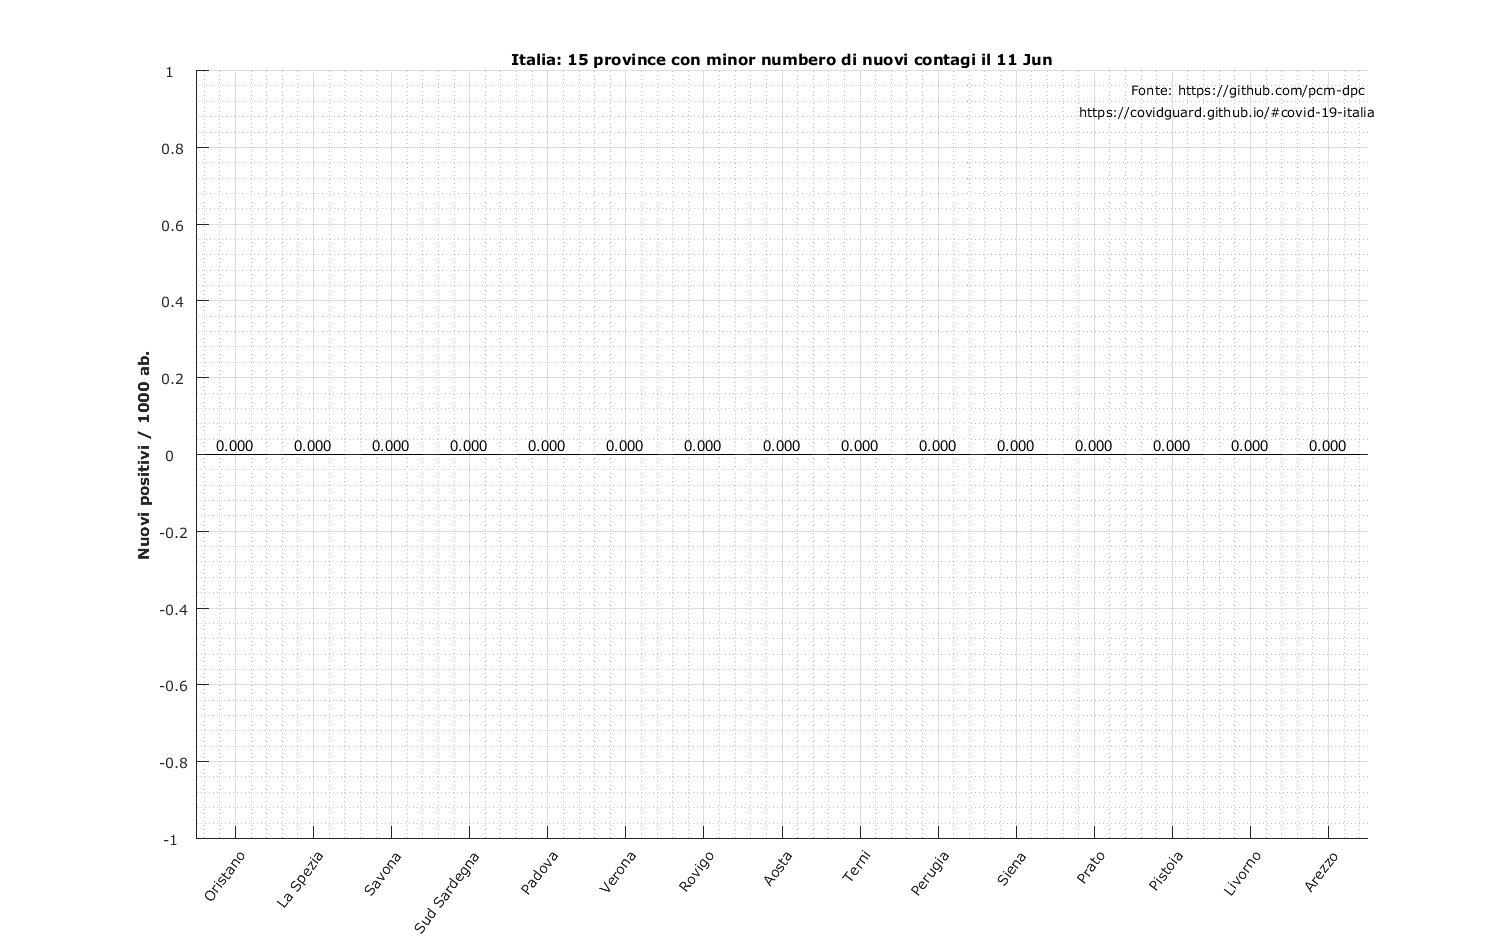 Italia: 15 province con minor numbero di nuovi contagi il 11 Jun
Fonte: https://github.com/pcm-dpc
https://covidguard.github.io/#covid-19-italia
Nuovi positivi / 1000 ab.
1
0.8
0.6
0.4
0.2
0
-0.2
-0.4
-0.6
-0.8
-1
0.000 0.000 0.000 0.000 0.000 0.000 0.000 0.000 0.000 0.000 0.000 0.000 0.000 0.000 0.000
Oristano
La Spezia
Savona
Sud Sardegna
Padova
Verona
Rovigo
Aosta
Terni
Perugia
Siena
Prato
Pistoia
Livorno
Arezzo